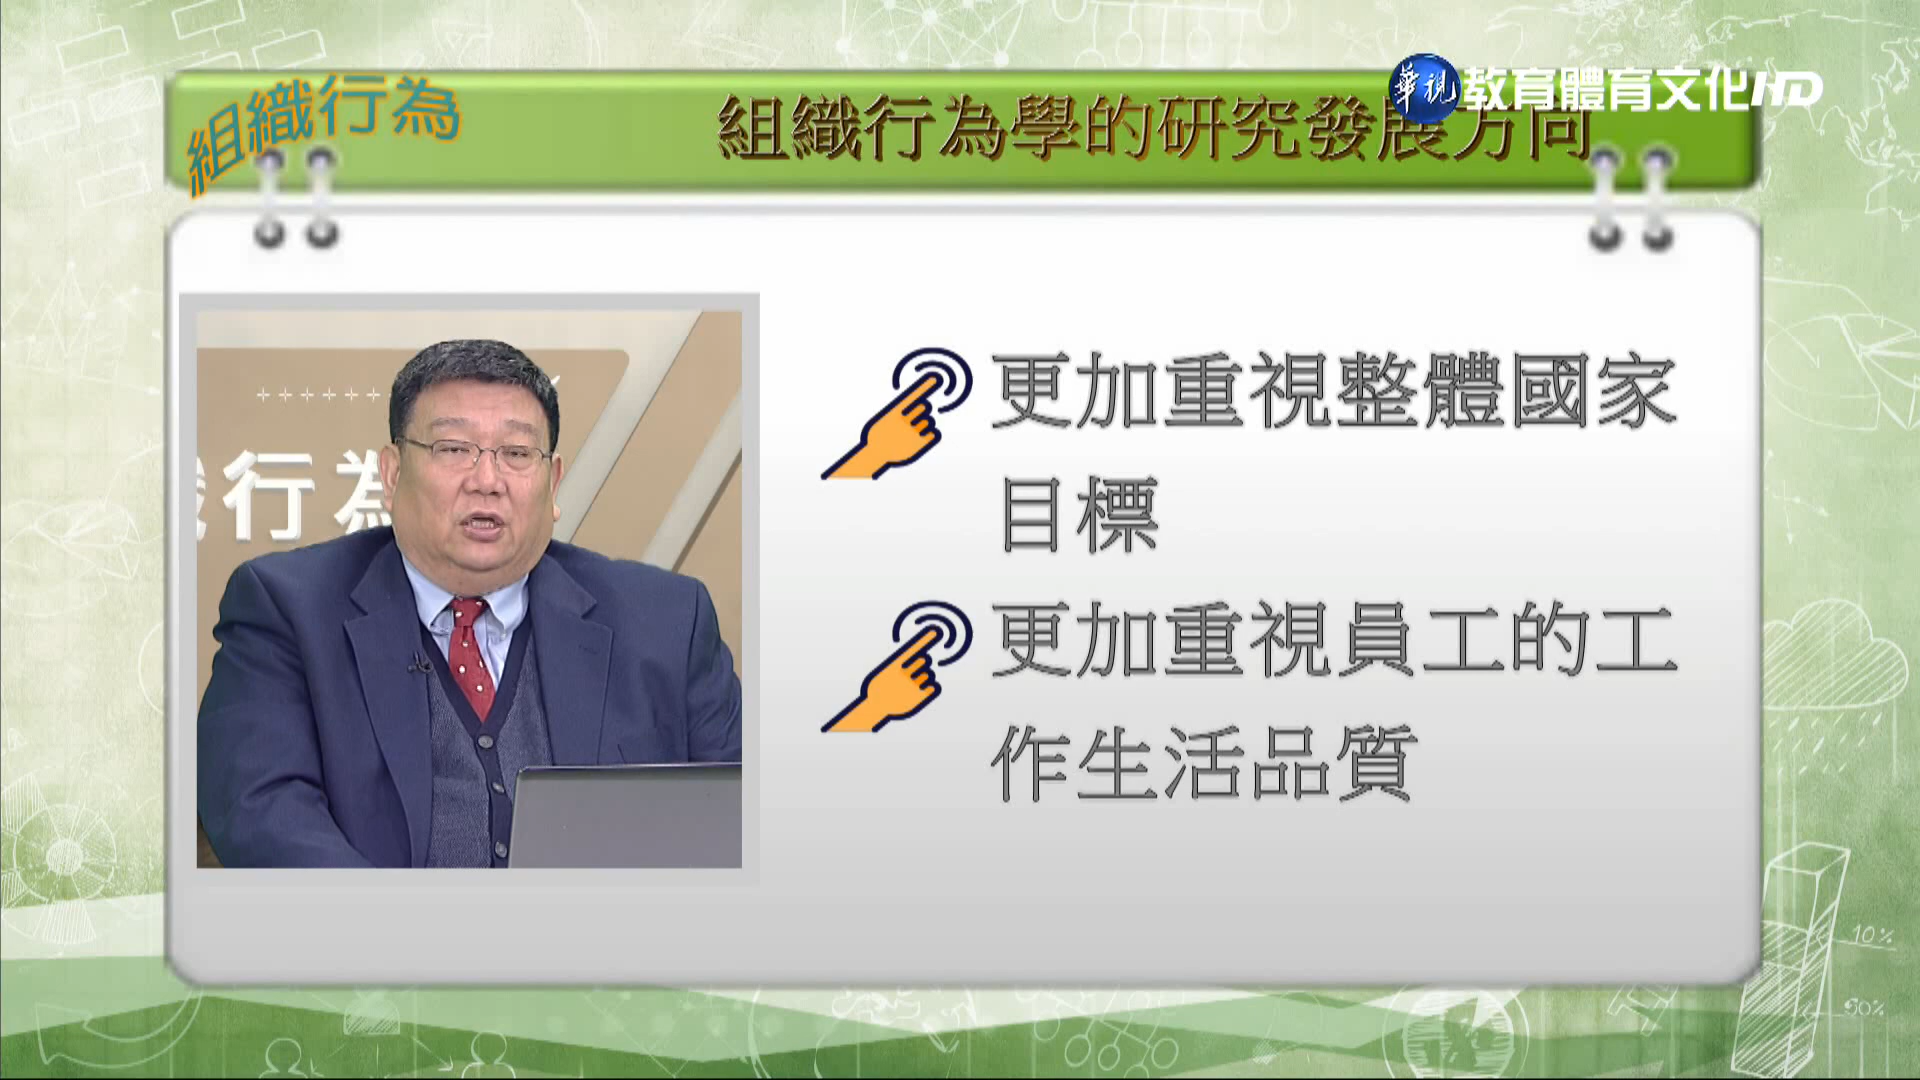 華視 教育體育文化HD
組織行為
組織行為學的研究發展方向
更加重視整體國家
目標
更加重視員工的工
作生活品質
行為
10%
50%